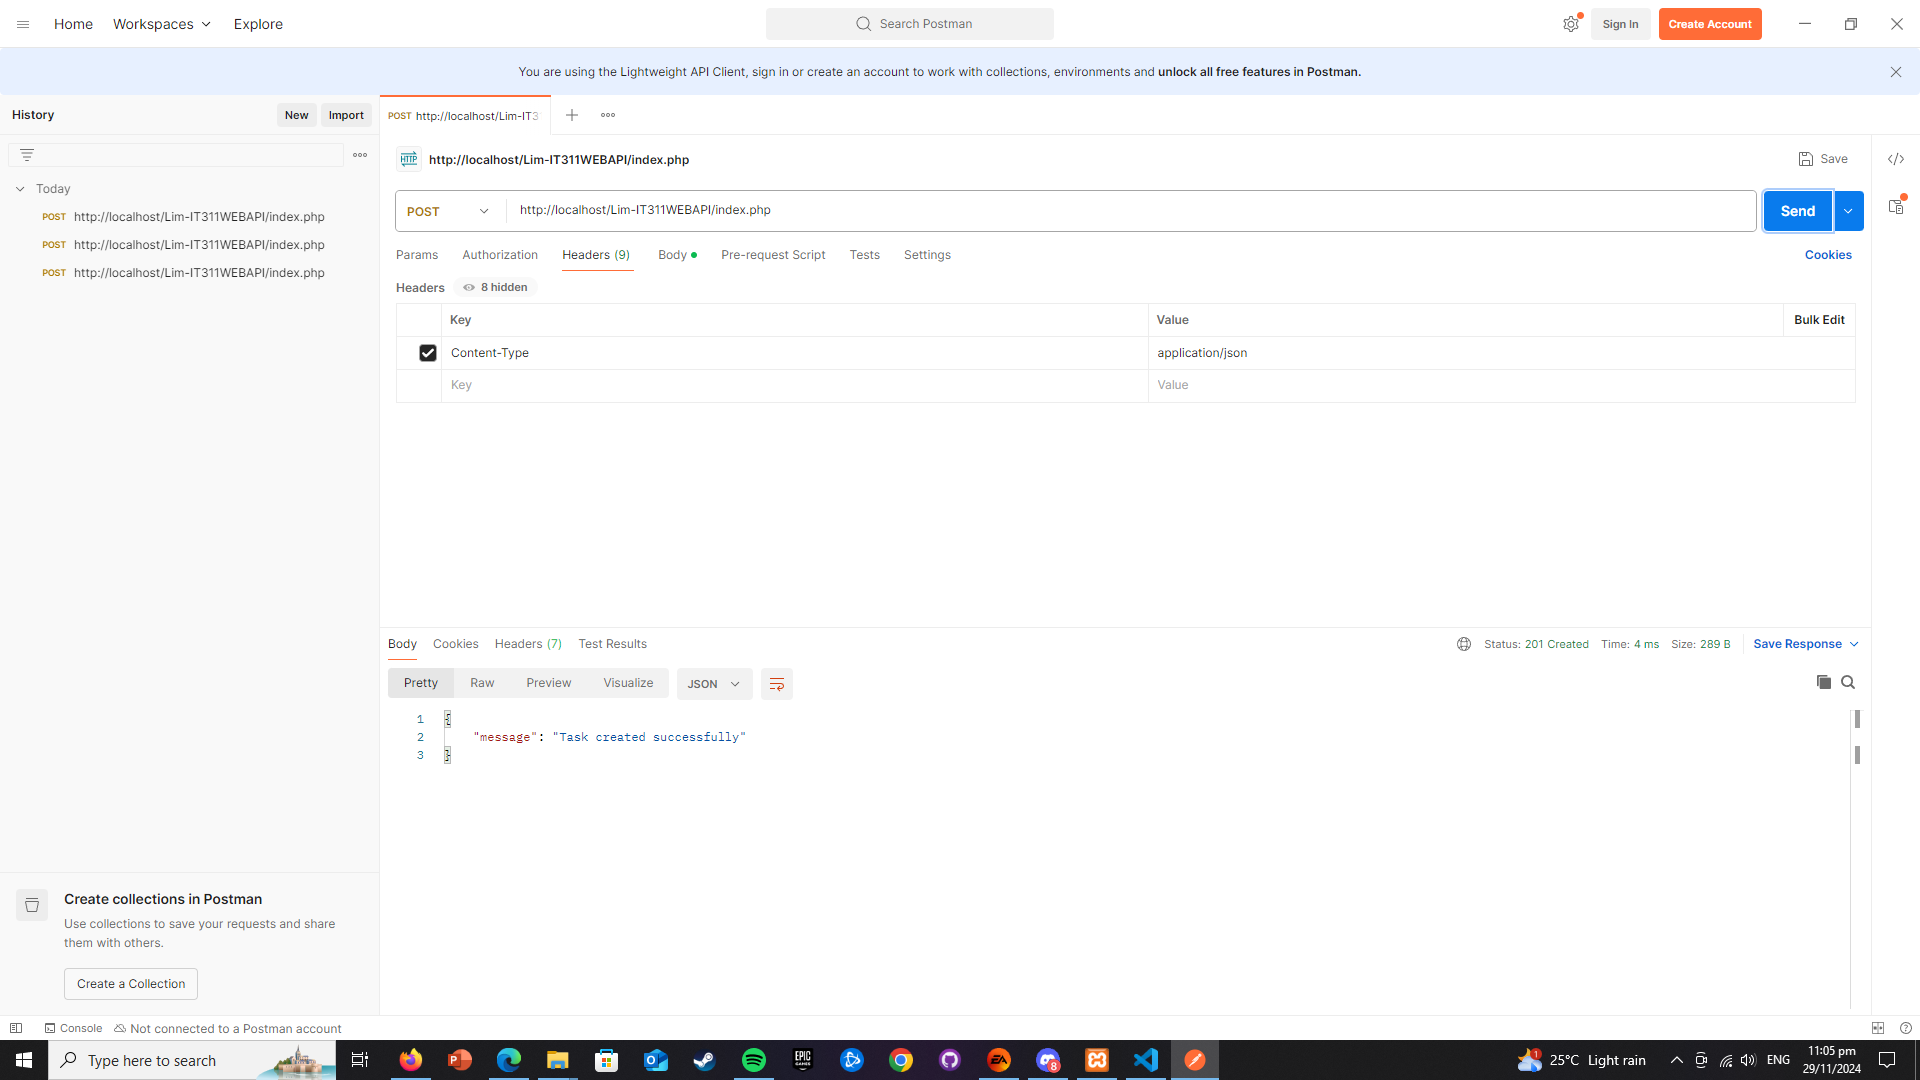 Home
Workspaces
Explore
Search Postman
Sign In
Create Account
You are using the Lightweight API Client, sign in or create an account to work with collections, environments and unlock all free features in Postman.
History
New
Import
POST http://localhost/Lim-IT3
HTTP http://localhost/Lim-IT311WEBAPI/index.php
Save
Today
POST http://localhost/Lim-IT311WEBAPI/index.php
POST http://localhost/Lim-IT311WEBAPI/index.php
POST http://localhost/Lim-IT311WEBAPI/index.php
POST
http://localhost/Lim-IT311WEBAPI/index.php
Send
Params
Authorization
Headers (9)
Body
Pre-request Script
Tests
Settings
Cookies
Headers
8 hidden
Key
Value
Bulk Edit
Content-Type
application/json
Key
Value
Body
Cookies
Headers (7)
Test Results
Status: 201 Created
Time: 4 ms
Size: 289 B
Save Response
Pretty
Raw
Preview
Visualize
JSON
1 {
2 "message": "Task created successfully"
3 }
Create collections in Postman
Use collections to save your requests and share
them with others.
Create a Collection
Console
Not connected to a Postman account
Type here to search
EPIC GAMES
EA
8
1
25°C Light rain
ENG
11:05 pm
29/11/2024